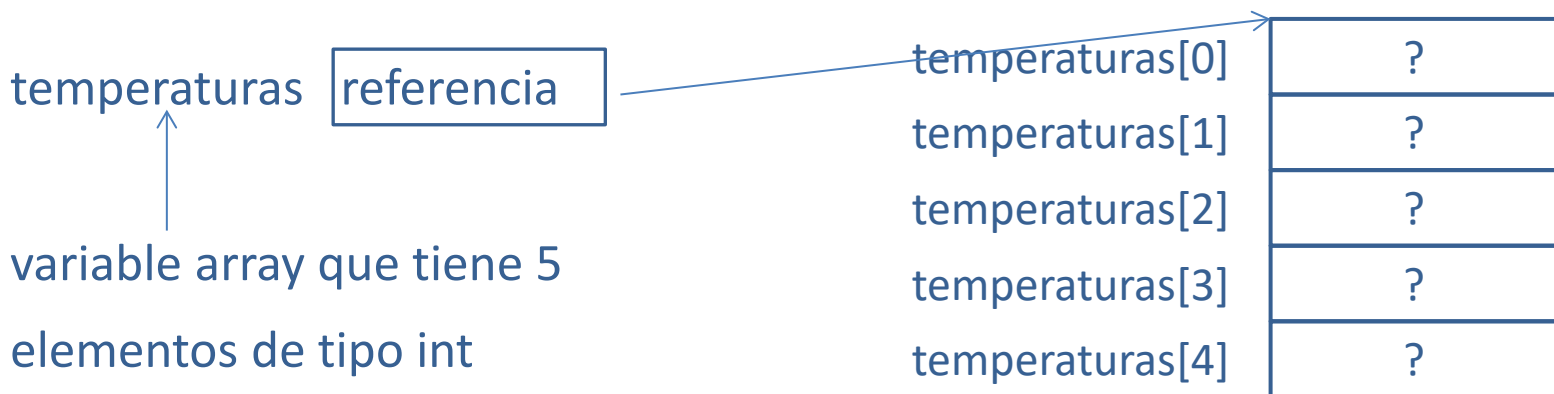 temperaturas referencia
variable array que tiene 5
elementos de tipo int
temperaturas[0] ?
temperaturas[1] ?
temperaturas[2] ?
temperaturas[3] ?
temperaturas[4] ?